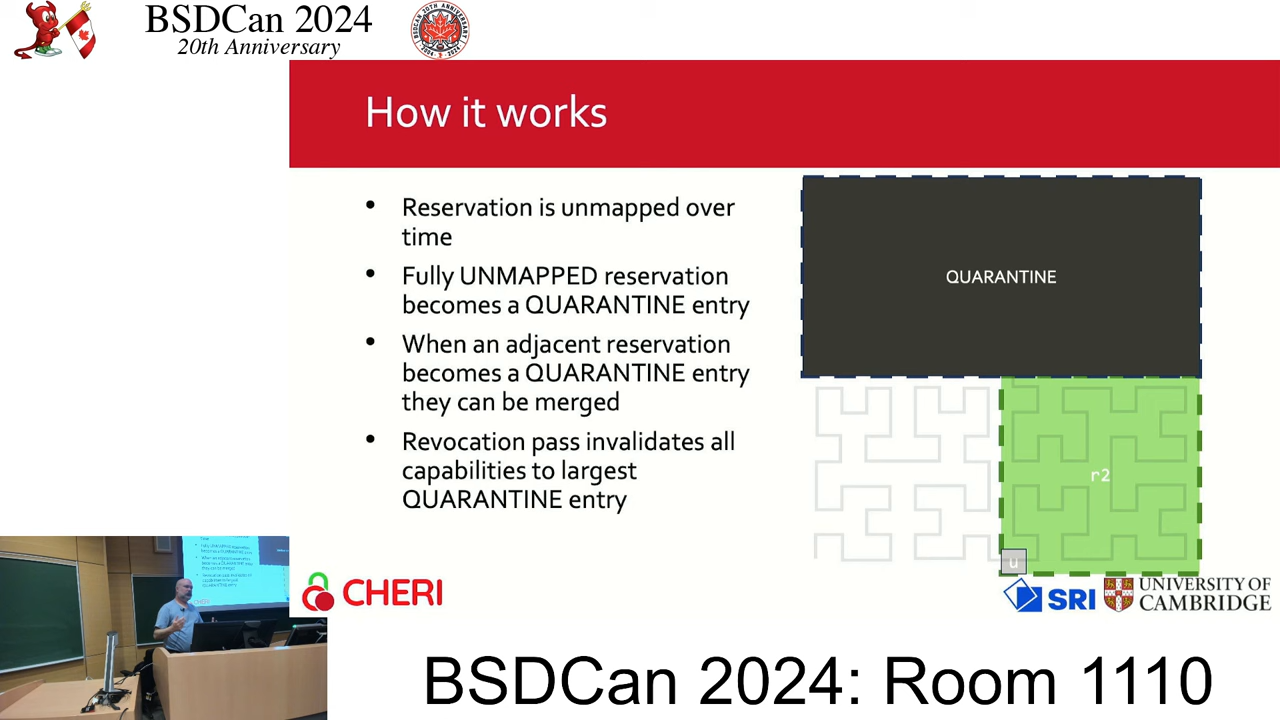 BSDCan 2024
20th Anniversary
How it works
• Reservation is unmapped over
time
• Fully UNMAPPED reservation
becomes a QUARANTINE entry
• When an adjacent reservation
becomes a QUARANTINE entry
they can be merged
• Revocation pass invalidates all
capabilities to largest
QUARANTINE entry
QUARANTINE
r2
u
CHERI
SRI
UNIVERSITY OF
CAMBRIDGE
BSDCan 2024: Room 1110